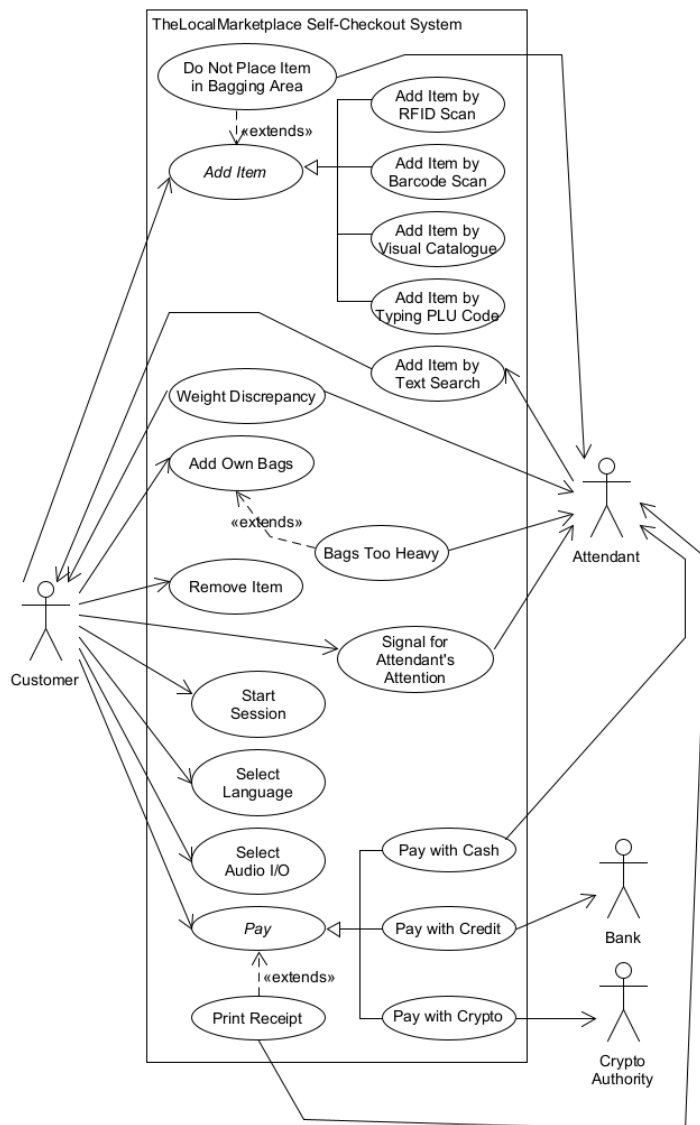 TheLocalMarketplace Self-Checkout System
Do Not Place Item
in Bagging Area
«extends»
Add Item
Add Item by
RFID Scan
Add Item by
Barcode Scan
Add Item by
Visual Catalogue
Add Item by
Typing PLU Code
Add Item by
Text Search
Weight Discrepancy
Add Own Bags
«extends»
Bags Too Heavy
Attendant
Remove Item
Customer
Signal for
Attendant's
Attention
Start
Session
Select
Language
Select
Audio I/O
Pay with Cash
Pay
Pay with Credit
Bank
«extends»
Print Receipt
Pay with Crypto
Crypto
Authority